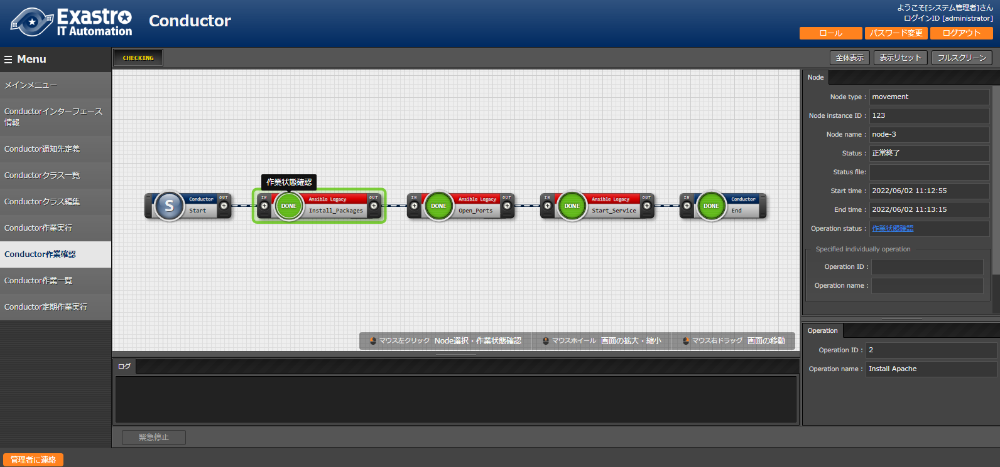 Exastro
IT Automation
Conductor
ようこそ[システム管理者]さん
ログインID [administrator]
ロール
パスワード変更
ログアウト
Menu
メインメニュー
Conductorインターフェース
情報
Conductor通知先定義
Conductorクラス一覧
Conductorクラス編集
Conductor作業実行
Conductor作業確認
Conductor作業一覧
Conductor定期作業実行
管理者に連絡
CHECKING
全体表示
表示リセット
フルスクリーン
作業状態確認
S
Conductor
Start
OUT
IN
DONE
Ansible Legacy
Install_Packages
OUT
IN
DONE
Ansible Legacy
Open_Ports
OUT
IN
DONE
Ansible Legacy
Start_Service
OUT
IN
DONE
Conductor
End
マウス左クリック Node選択・作業状態確認
マウスホイール 画面の拡大・縮小
マウス右ドラッグ 画面の移動
ログ
緊急停止
Node
Node type : movement
Node instance ID : 123
Node name : node-3
Status : 正常終了
Status file:
Start time : 2022/06/02 11:12:55
End time : 2022/06/02 11:13:15
Operation status : 作業状態確認
Specified individually operation
Operation ID :
Operation name :
Operation
Operation ID : 2
Operation name : Install Apache